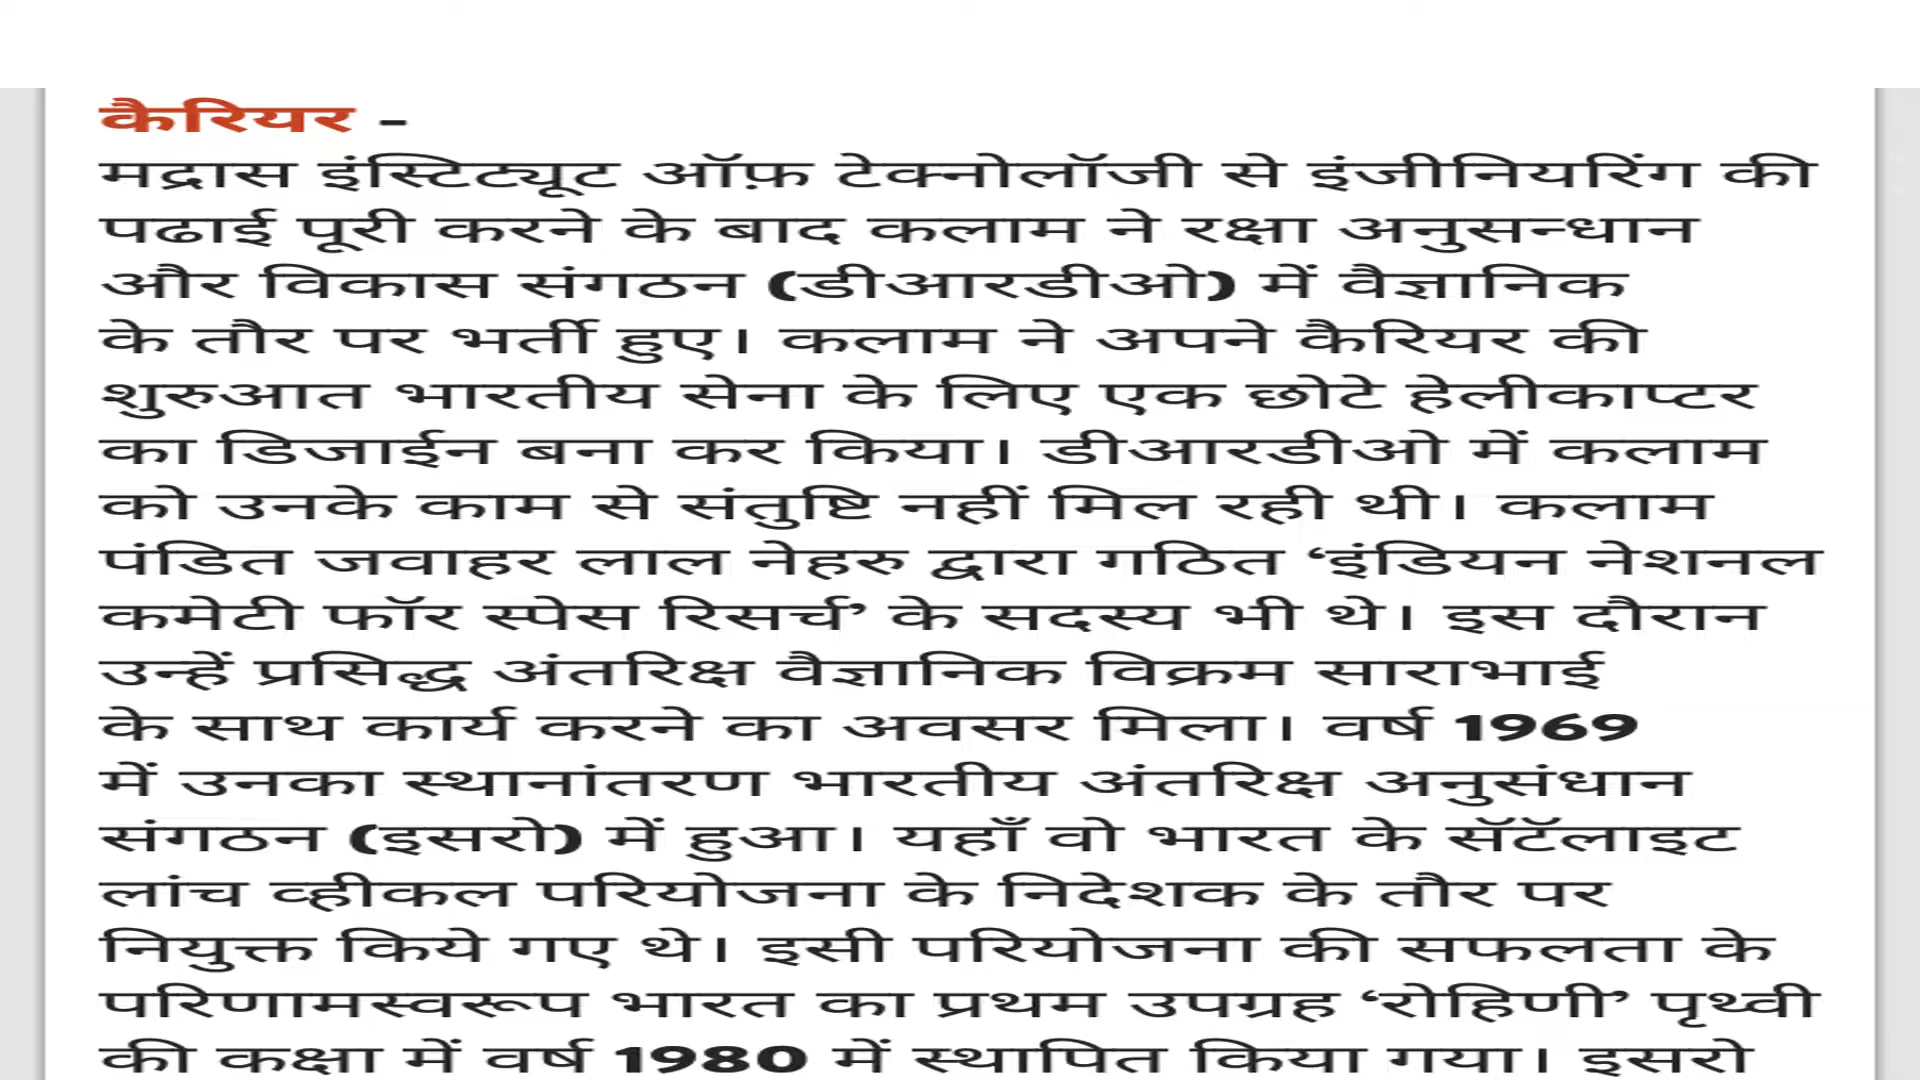 कैरियर –
मद्रास इंस्टिट्यूट ऑफ़ टेक्नोलॉजी से इंजीनियरिंग की
पढाई पूरी करने के बाद कलाम ने रक्षा अनुसन्धान
और विकास संगठन (डीआरडीओ) में वैज्ञानिक
के तौर पर भर्ती हुए। कलाम ने अपने कैरियर की
शुरुआत भारतीय सेना के लिए एक छोटे हेलीकाप्टर
का डिजाईन बना कर किया। डीआरडीओ में कलाम
को उनके काम से संतुष्टि नहीं मिल रही थी। कलाम
पंडित जवाहर लाल नेहरु द्वारा गठित ‘इंडियन नेशनल
कमेटी फॉर स्पेस रिसर्च’ के सदस्य भी थे। इस दौरान
उन्हें प्रसिद्ध अंतरिक्ष वैज्ञानिक विक्रम साराभाई
के साथ कार्य करने का अवसर मिला। वर्ष 1969
में उनका स्थानांतरण भारतीय अंतरिक्ष अनुसंधान
संगठन (इसरो) में हुआ। यहाँ वो भारत के सॅटॅलाइट
लांच व्हीकल परियोजना के निदेशक के तौर पर
नियुक्त किये गए थे। इसी परियोजना की सफलता के
परिणामस्वरूप भारत का प्रथम उपग्रह ‘रोहिणी’ पृथ्वी
की कक्षा में वर्ष 1980 में स्थापित किया गया। इसरो